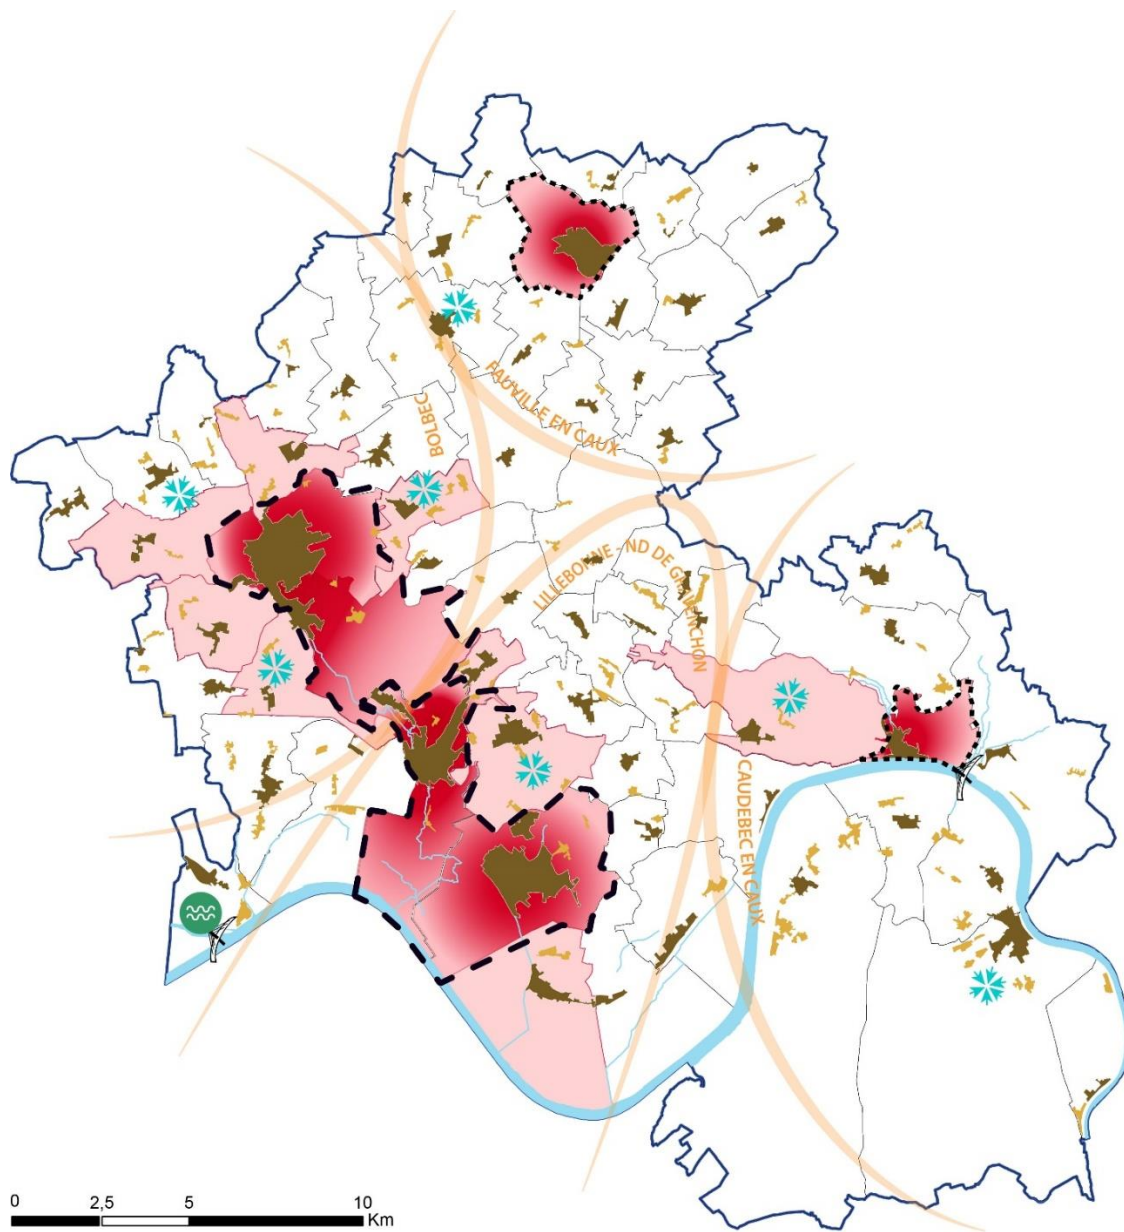 FAUVILLE EN CAUX
BOLBEC
LILLEBONNE - ND DE GRAVENCHON
CAUDEBEC EN CAUX
0 2,5 5 10
Km